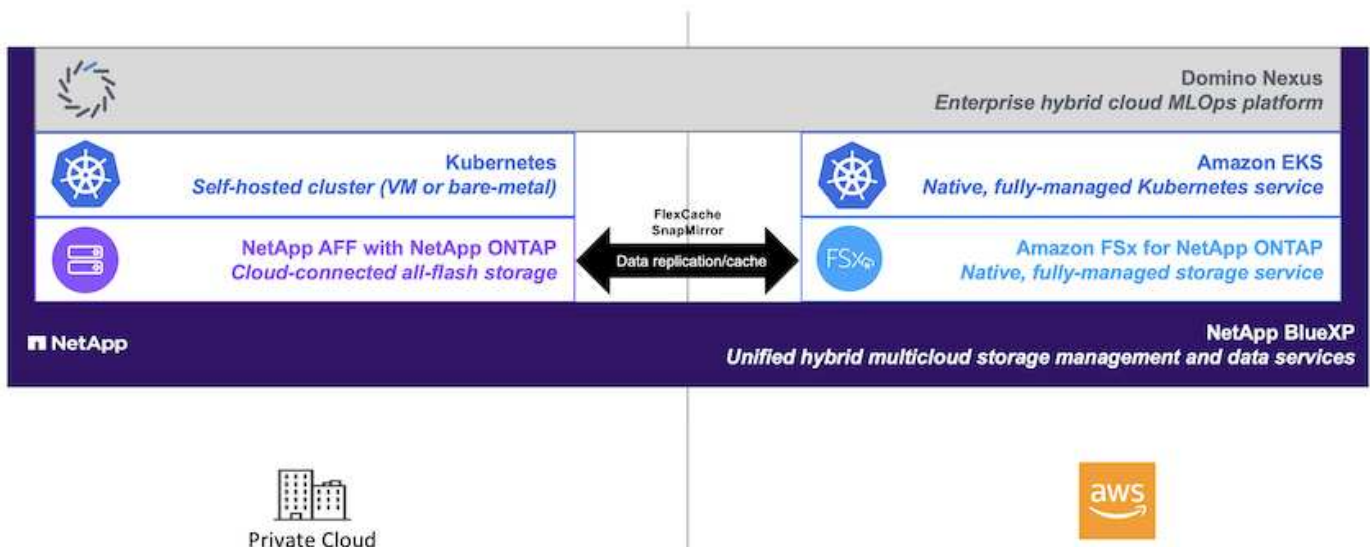 Domino Nexus
Enterprise hybrid cloud MLOps platform
Kubernetes
Self-hosted cluster (VM or bare-metal)
Amazon EKS
Native, fully-managed Kubernetes service
FlexCache
SnapMirror
Data replication/cache
NetApp AFF with NetApp ONTAP
Cloud-connected all-flash storage
FSx
Amazon FSx for NetApp ONTAP
Native, fully-managed storage service
NetApp
NetApp BlueXP
Unified hybrid multicloud storage management and data services
Private Cloud
aws